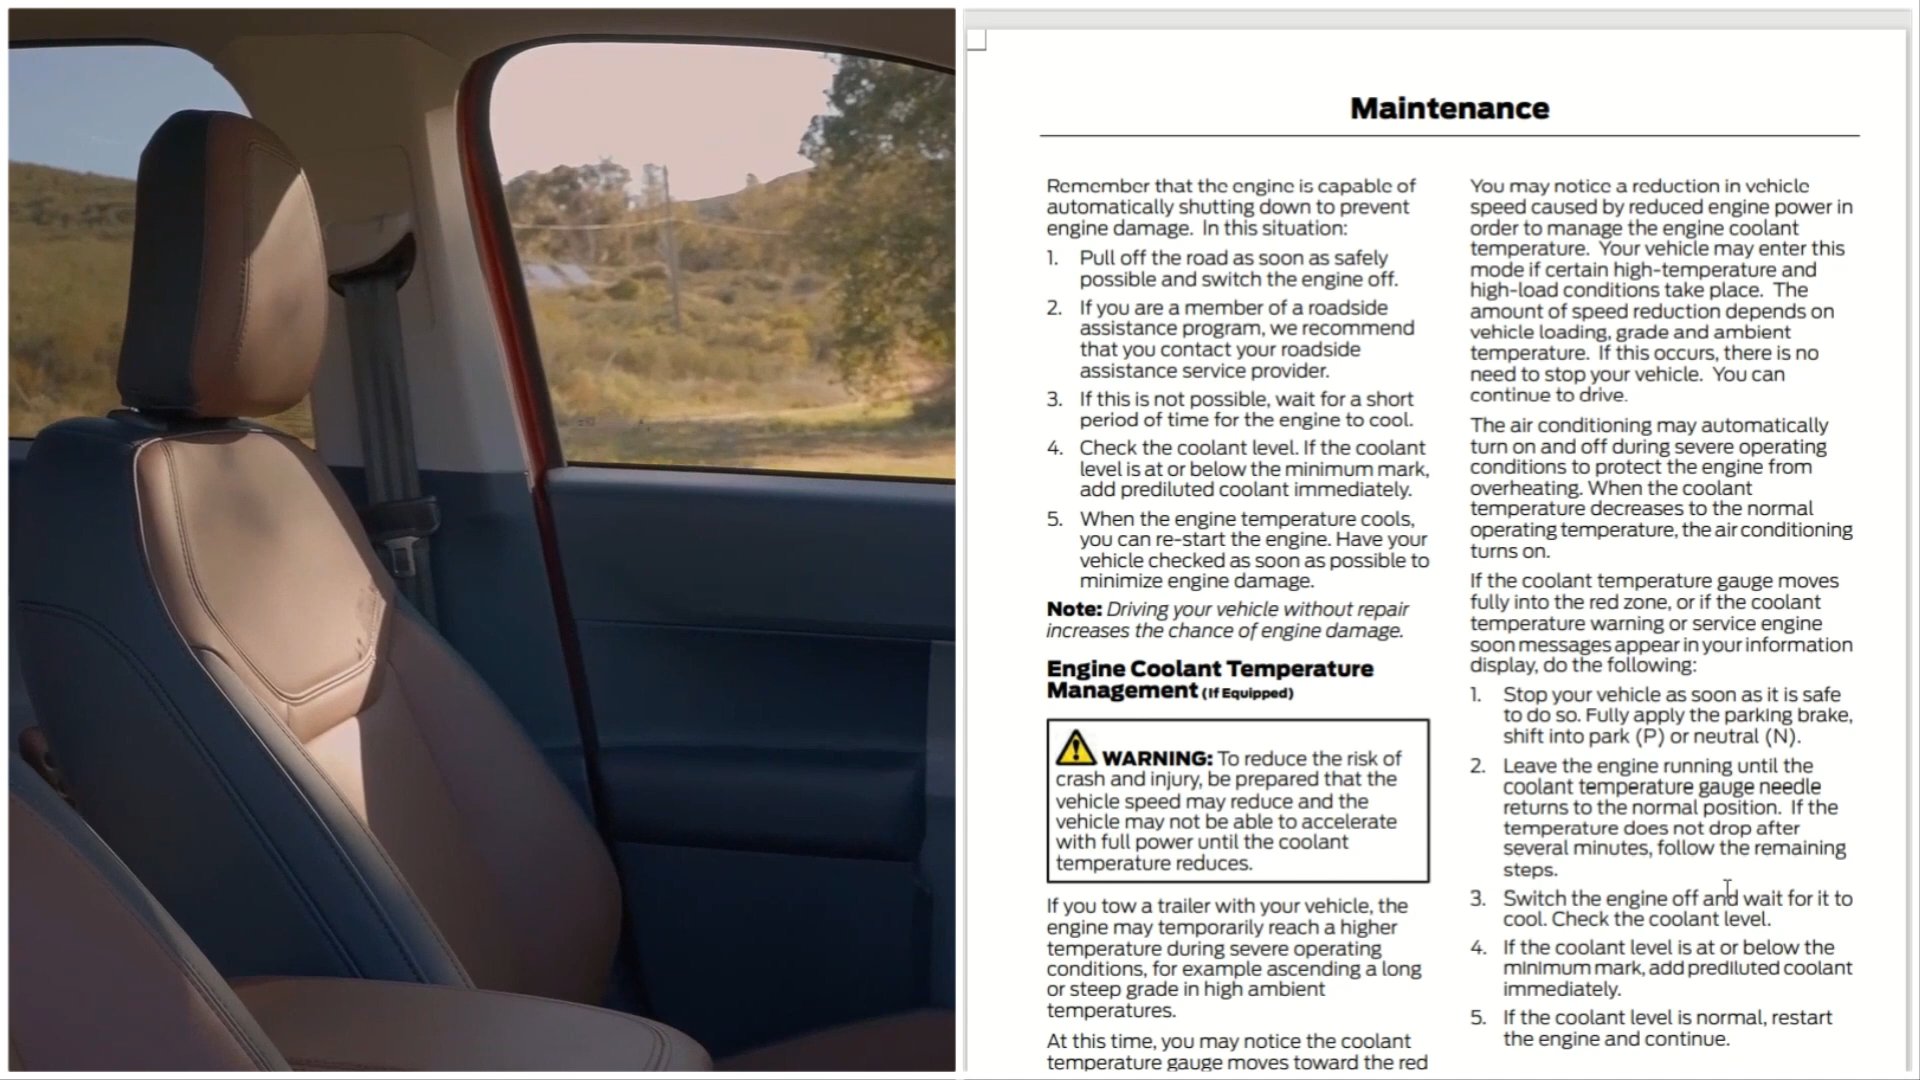 Maintenance
Remember that the engine is capable of
automatically shutting down to prevent
engine damage. In this situation:
1. Pull off the road as soon as safely
possible and switch the engine off.
2. If you are a member of a roadside
assistance program, we recommend
that you contact your roadside
assistance service provider.
3. If this is not possible, wait for a short
period of time for the engine to cool.
4. Check the coolant level. If the coolant
level is at or below the minimum mark,
add prediluted coolant immediately.
5. When the engine temperature cools,
you can re-start the engine. Have your
vehicle checked as soon as possible to
minimize engine damage.
Note: Driving your vehicle without repair
increases the chance of engine damage.
Engine Coolant Temperature
Management (If Equipped)
WARNING: To reduce the risk of
crash and injury, be prepared that the
vehicle speed may reduce and the
vehicle may not be able to accelerate
with full power until the coolant
temperature reduces.
If you tow a trailer with your vehicle, the
engine may temporarily reach a higher
temperature during severe operating
conditions, for example ascending a long
or steep grade in high ambient
temperatures.
At this time, you may notice the coolant
temperature gauge moves toward the red
You may notice a reduction in vehicle
speed caused by reduced engine power in
order to manage the engine coolant
temperature. Your vehicle may enter this
mode if certain high-temperature and
high-load conditions take place. The
amount of speed reduction depends on
vehicle loading, grade and ambient
temperature. If this occurs, there is no
need to stop your vehicle. You can
continue to drive.
The air conditioning may automatically
turn on and off during severe operating
conditions to protect the engine from
overheating. When the coolant
temperature decreases to the normal
operating temperature, the air conditioning
turns on.
If the coolant temperature gauge moves
fully into the red zone, or if the coolant
temperature warning or service engine
soon messages appear in your information
display, do the following:
1. Stop your vehicle as soon as it is safe
to do so. Fully apply the parking brake,
shift into park (P) or neutral (N).
2. Leave the engine running until the
coolant temperature gauge needle
returns to the normal position. If the
temperature does not drop after
several minutes, follow the remaining
steps.
3. Switch the engine off and wait for it to
cool. Check the coolant level.
4. If the coolant level is at or below the
minimum mark, add prediluted coolant
immediately.
5. If the coolant level is normal, restart
the engine and continue.